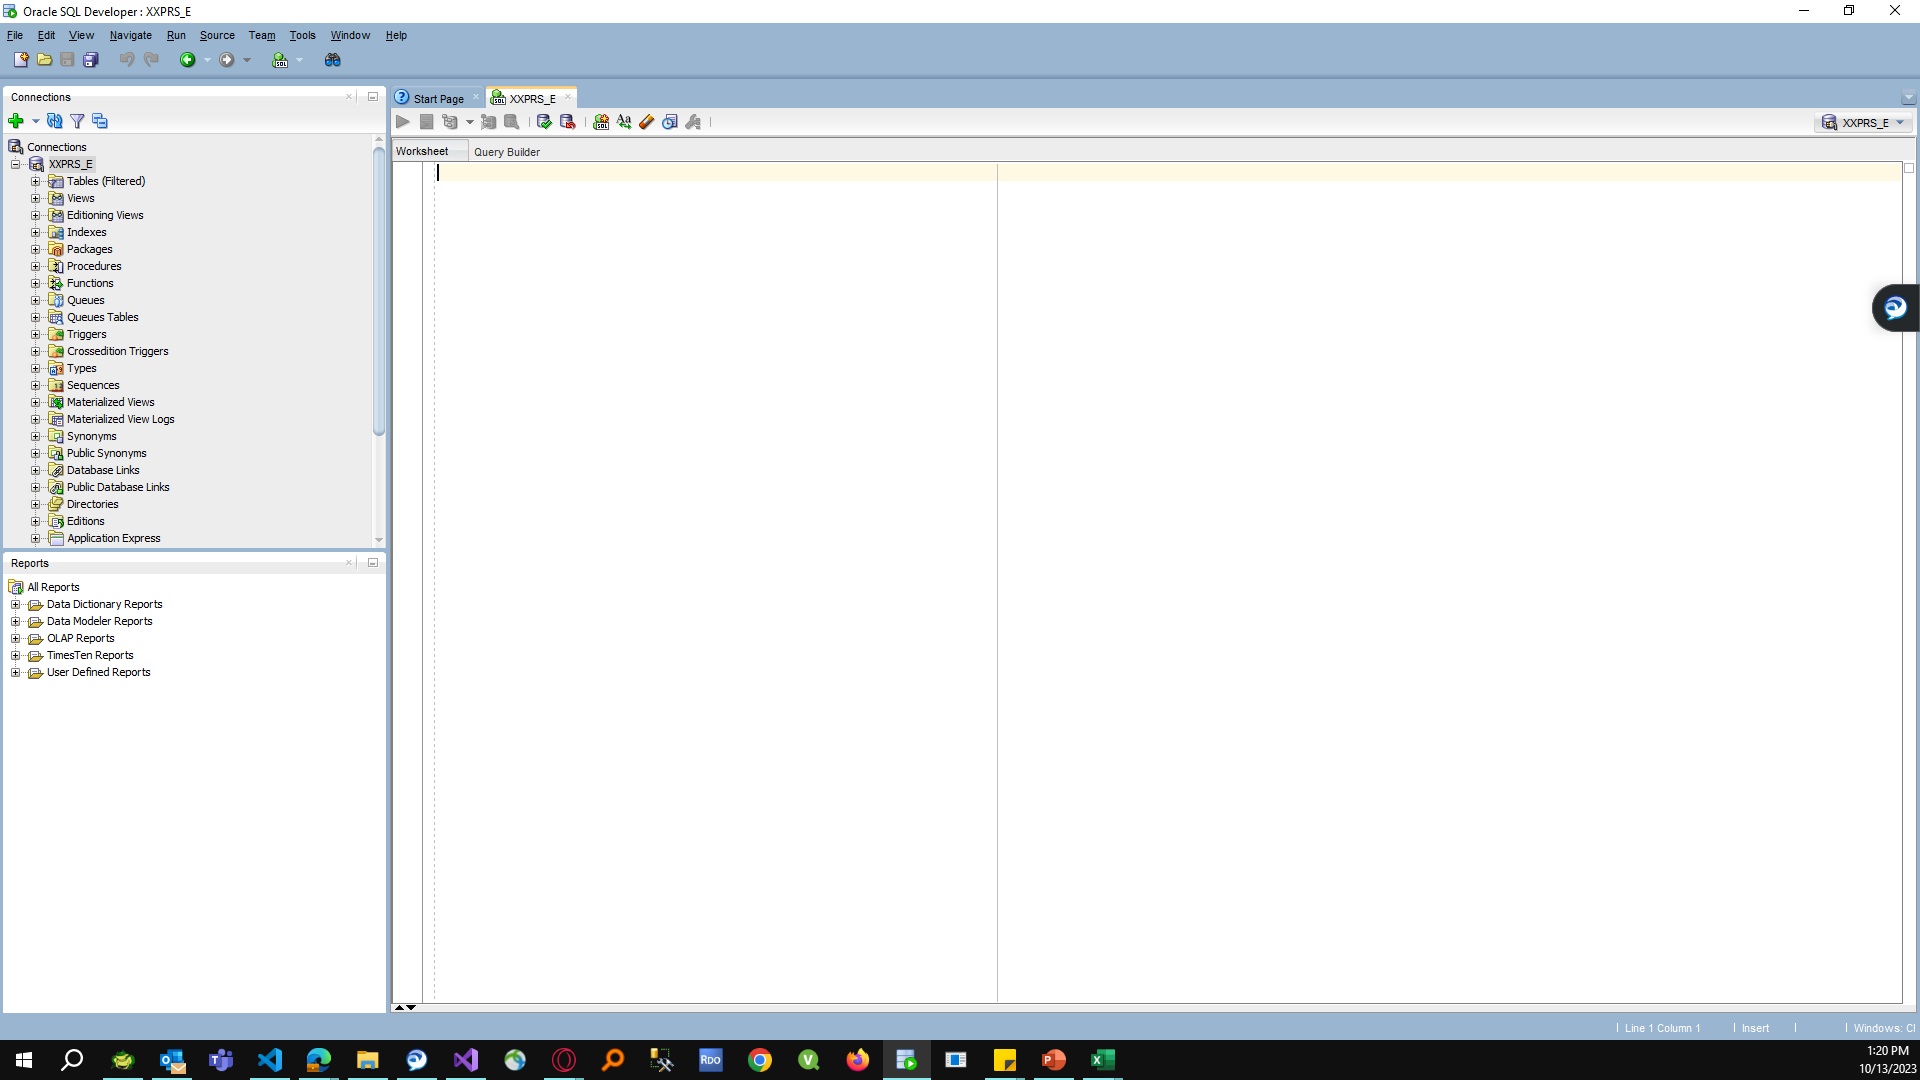 Oracle SQL Developer : XXPRS_E
File Edit View Navigate Run Source Team Tools Window Help
Connections
Connections
XXPRS_E
Tables (Filtered)
Views
Editioning Views
Indexes
Packages
Procedures
Functions
Queues
Queues Tables
Triggers
Crossedition Triggers
Types
Sequences
Materialized Views
Materialized View Logs
Synonyms
Public Synonyms
Database Links
Public Database Links
Directories
Editions
Application Express
Reports
All Reports
Data Dictionary Reports
Data Modeler Reports
OLAP Reports
TimesTen Reports
User Defined Reports
Start Page XXPRS_E
XXPRS_E
Worksheet Query Builder
Line 1 Column 1 Insert Windows: Cl
1:20 PM
10/13/2023